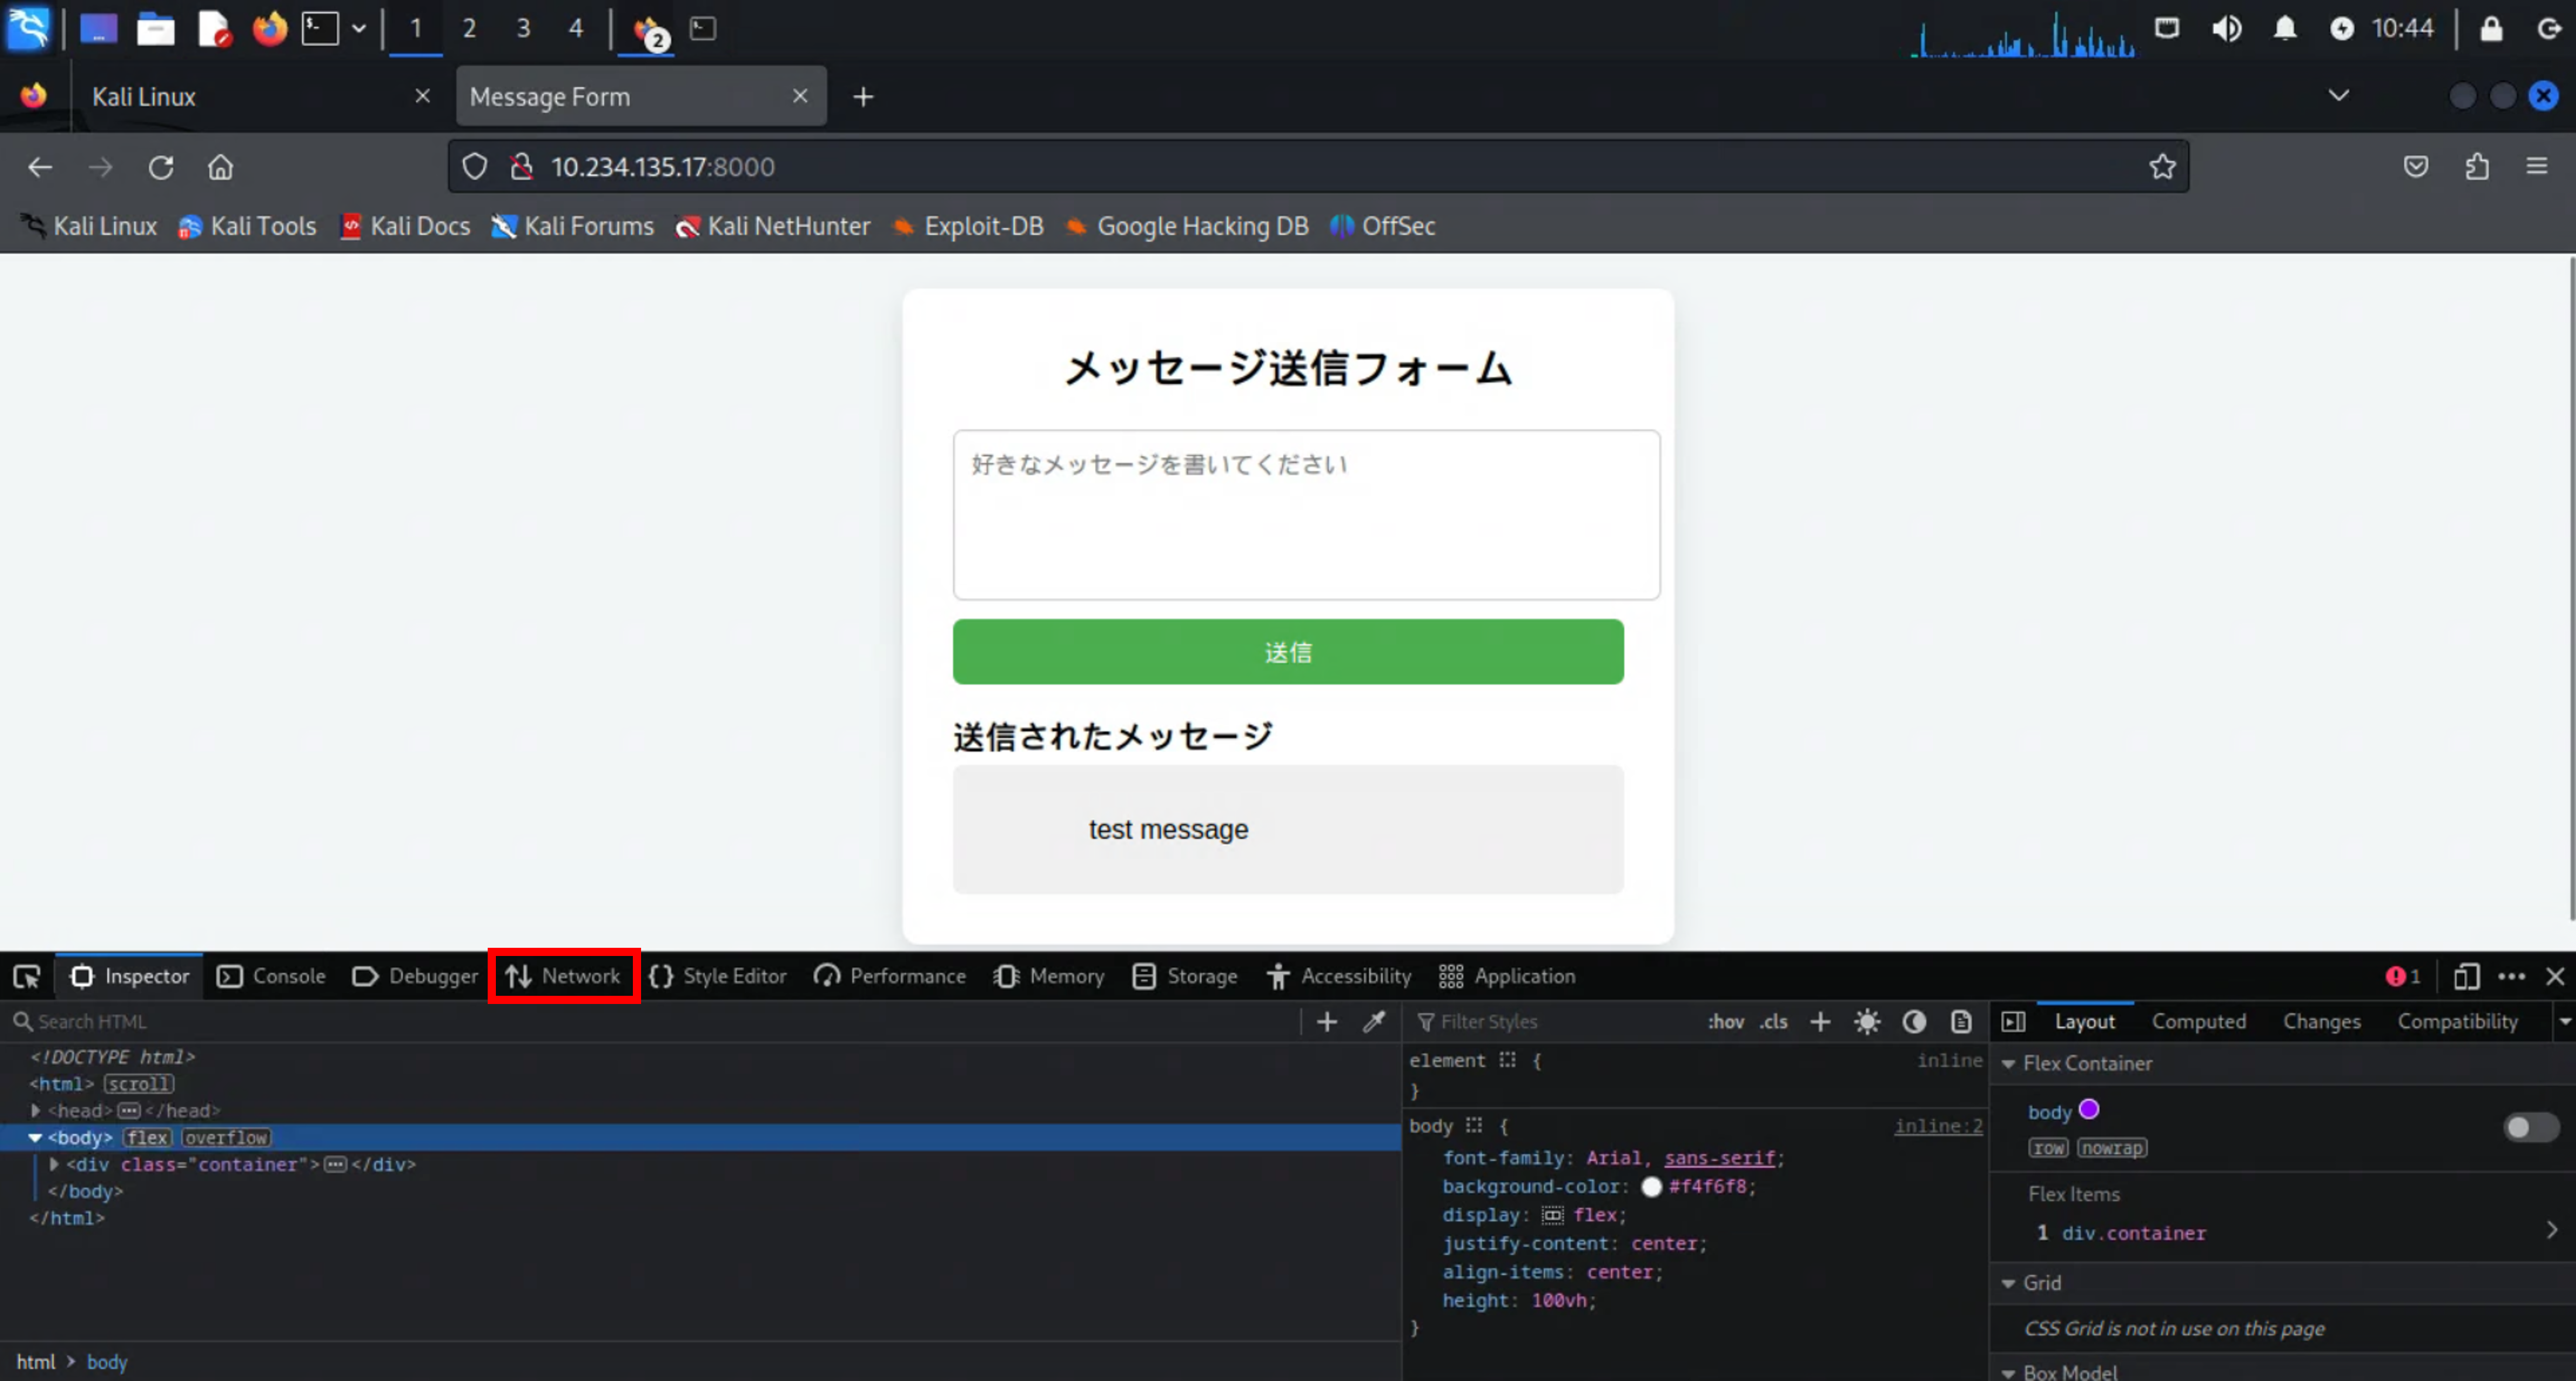 1 2 3 4 2 10:44
Kali Linux Message Form
10.234.135.17:8000
Kali Linux Kali Tools Kali Docs Kali Forums Kali NetHunter Exploit-DB Google Hacking DB OffSec
メッセージ送信フォーム
好きなメッセージを書いてください
送信
送信されたメッセージ
test message
Inspector Console Debugger Network Style Editor Performance Memory Storage Accessibility Application 1
Search HTML
<!DOCTYPE html>
<html> scroll
<head> </head>
<body> flex overflow
<div class="container"> </div>
</body>
</html>
html > body
Filter Styles :hov .cls
element { inline
}
body { inline:2
font-family: Arial, sans-serif;
background-color: #f4f6f8;
display: flex;
justify-content: center;
align-items: center;
height: 100vh;
}
Layout Computed Changes Compatibility
Flex Container
body
row nowrap
Flex Items
1 div.container
Grid
CSS Grid is not in use on this page
Box Model